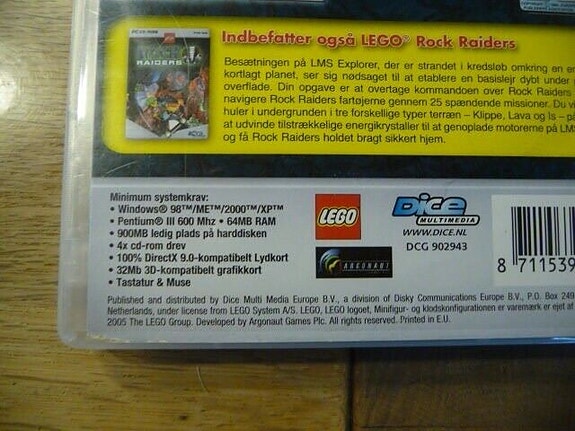 PC CD-ROM
ROCK
RAIDERS
Indbefatter også LEGO® Rock Raiders
Besætningen på LMS Explorer, der er strandet i kredsløb omkring en
kortlagt planet, ser sig nødsaget til at etablere en basislejr dybt under
overflade. Din opgave er at overtage kommandoen over Rock Raiders
navigere Rock Raiders fartøjerne gennem 25 spændende missioner. Du
huler i undergrunden i tre forskellige typer terræn – Klippe, Lava og Is –
at udvinde tilstrækkelige energikrystaller til at genoplade motorerne på
og få Rock Raiders holdet bragt sikkert hjem.
Minimum systemkrav:
• Windows® 98™/ME™/2000™/XP™
• Pentium® III 600 Mhz • 64MB RAM
• 900MB ledig plads på harddisken
• 4x cd-rom drev
• 100% DirectX 9.0-kompatibelt Lydkort
• 32Mb 3D-kompatibelt grafikkort
• Tastatur & Muse
LEGO
ARGONAUT
Dice
MULTIMEDIA
WWW.DICE.NL
DCG 902943
8 711539
Published and distributed by Dice Multi Media Europe B.V., a division of Disky Communications Europe B.V., P.O. Box 249
Netherlands, under license from LEGO System A/S. LEGO, LEGO logoet, Minifigur- og klodskonfigurationen er varemærk er ejet af
2005 The LEGO Group. Developed by Argonaut Games Plc. All rights reserved. Printed in E.U.